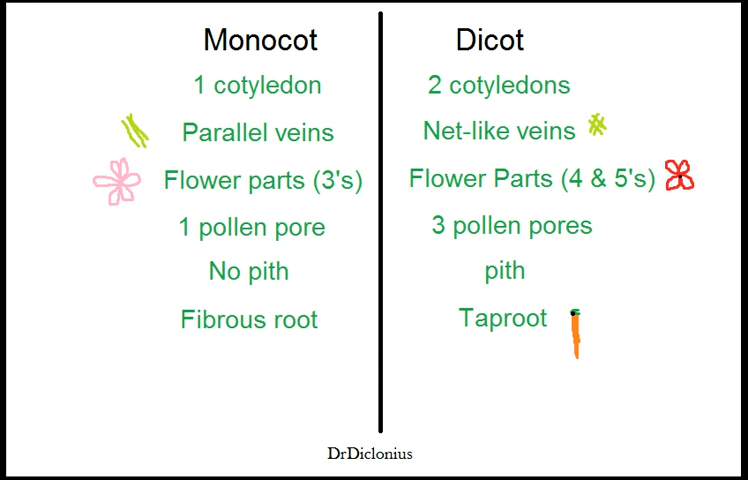 Monocot
1 cotyledon
Parallel veins
Flower parts (3's)
1 pollen pore
No pith
Fibrous root
Dicot
2 cotyledons
Net-like veins
Flower Parts (4 & 5's)
3 pollen pores
pith
Taproot
DrDiclonius